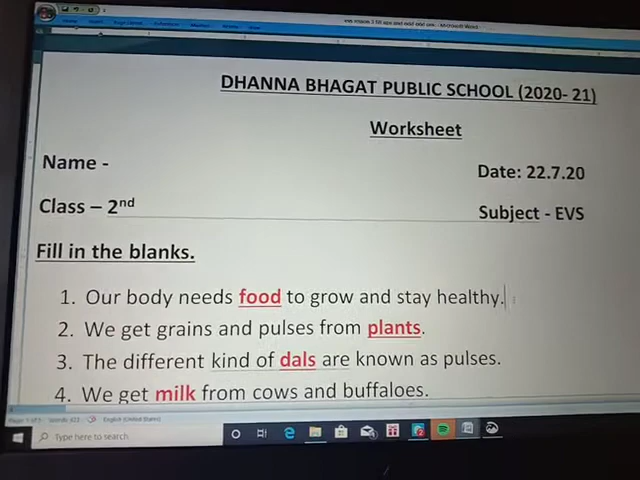 DHANNA BHAGAT PUBLIC SCHOOL (2020- 21)
Worksheet
Name -
Date: 22.7.20
Class – 2nd
Subject - EVS
Fill in the blanks.
1. Our body needs food to grow and stay healthy.
2. We get grains and pulses from plants.
3. The different kind of dals are known as pulses.
4. We get milk from cows and buffaloes.
English (United States)
Type here to search